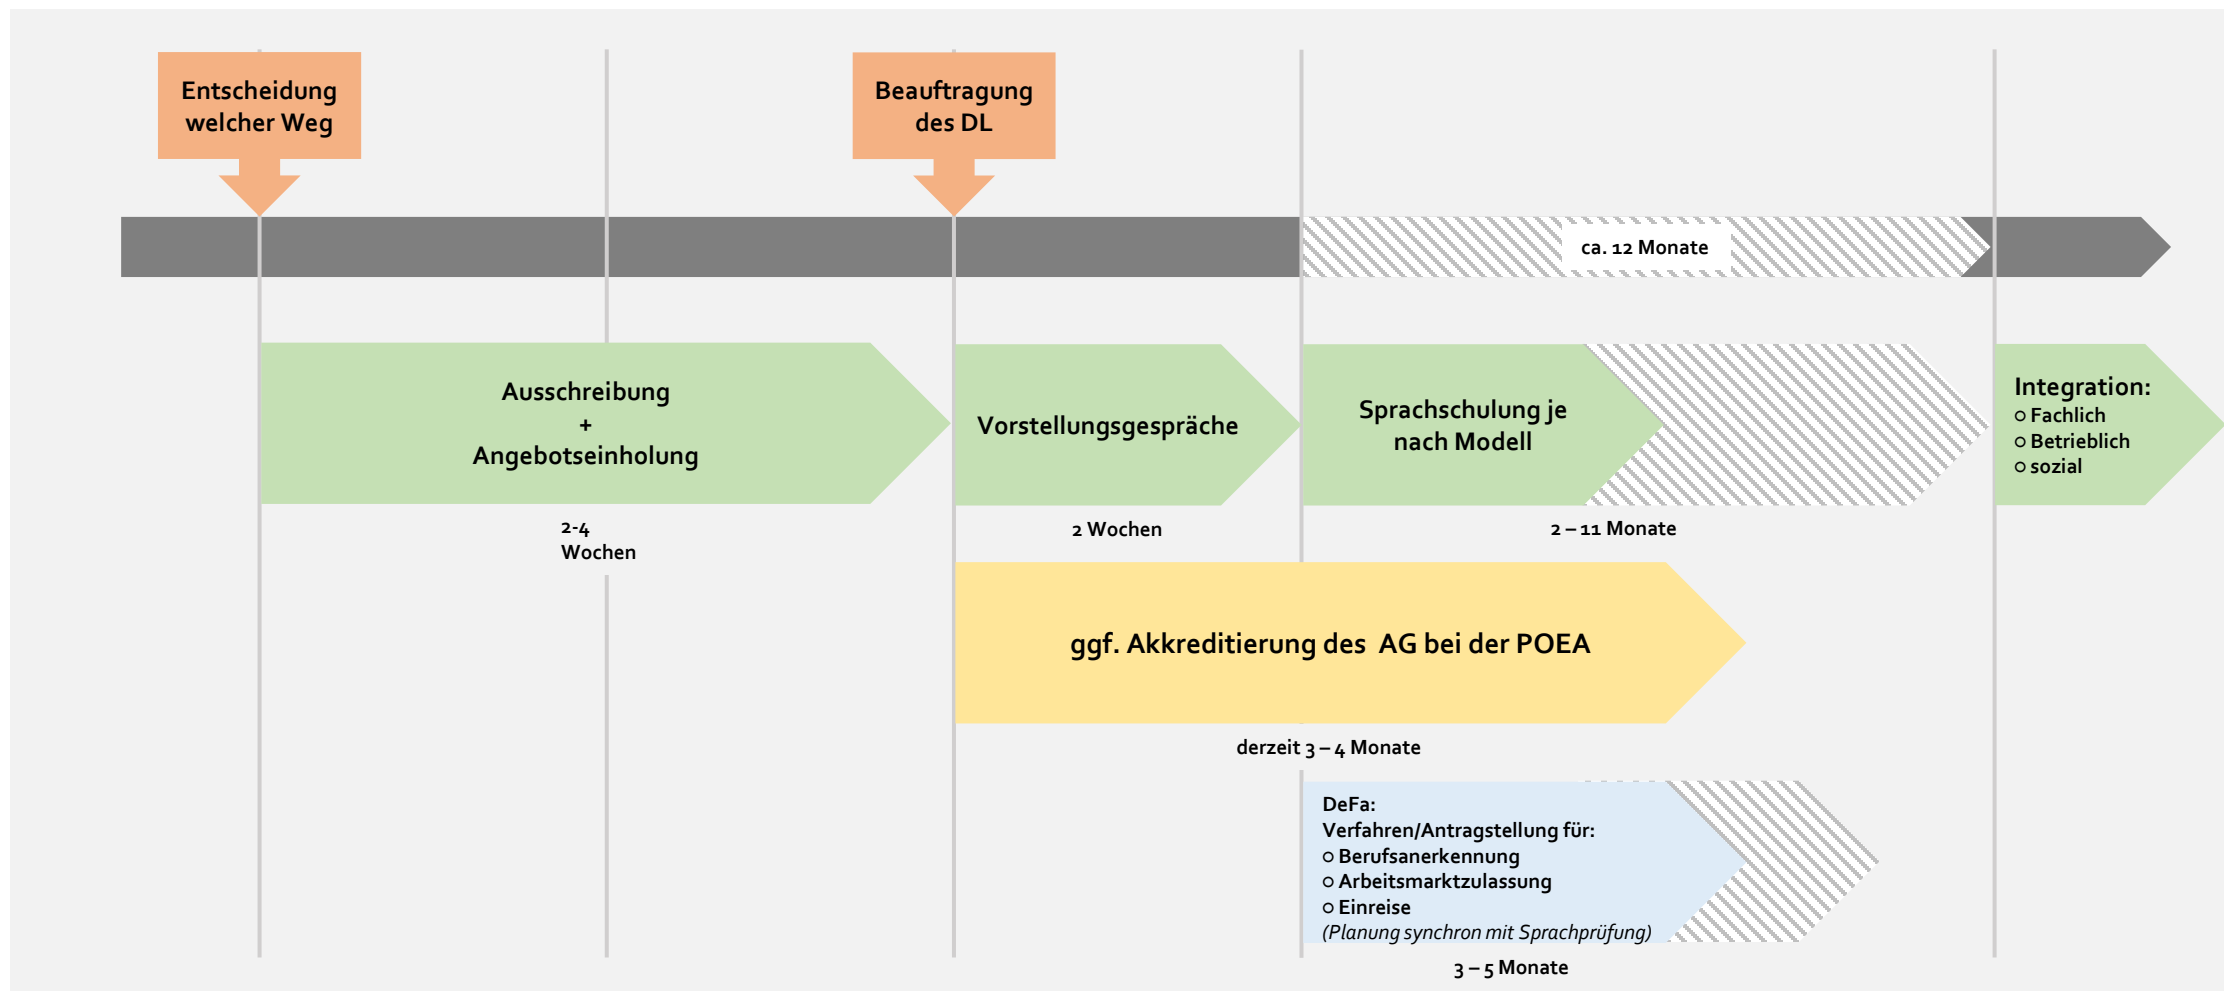 Entscheidung
welcher Weg
Beauftragung
des DL
ca. 12 Monate
Ausschreibung
+
Angebotseinholung
2-4
Wochen
Vorstellungsgespräche
2 Wochen
Sprachschulung je
nach Modell
2 – 11 Monate
Integration:
○ Fachlich
○ Betrieblich
○ sozial
ggf. Akkreditierung des  AG bei der POEA
derzeit 3 – 4 Monate
DeFa:
Verfahren/Antragstellung für:
○ Berufsanerkennung
○ Arbeitsmarktzulassung
○ Einreise
(Planung synchron mit Sprachprüfung)
3 – 5 Monate